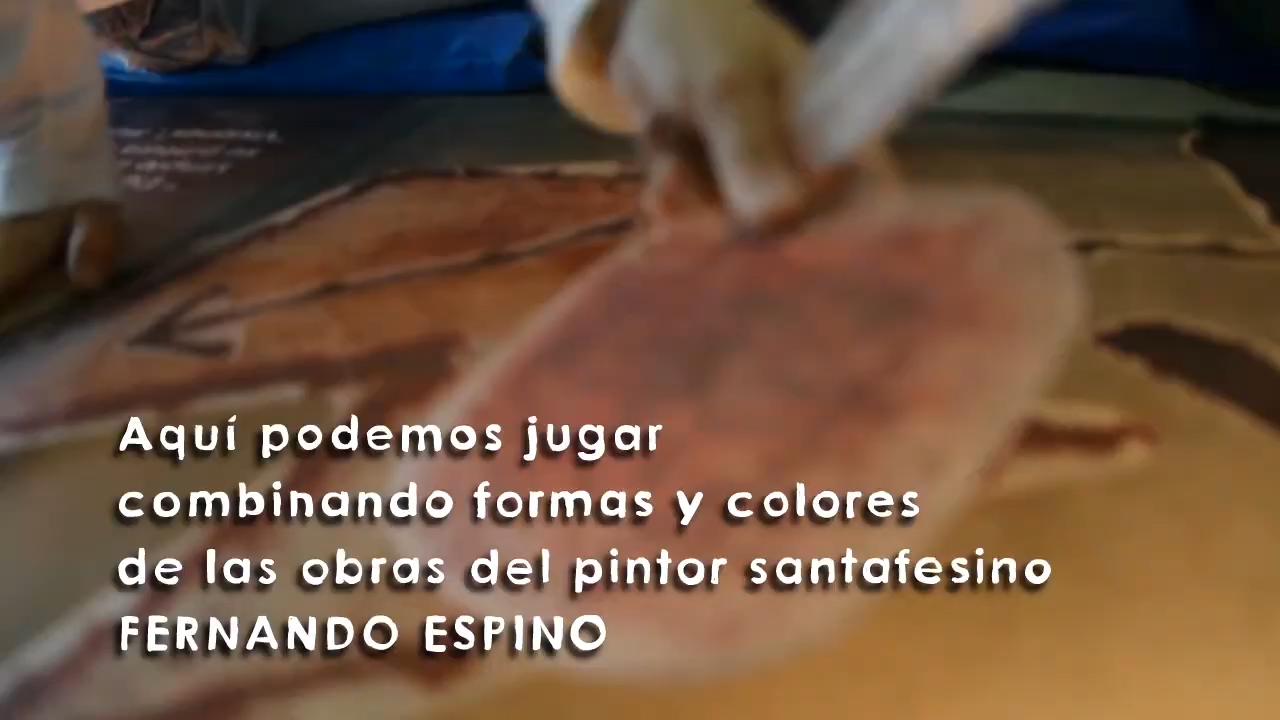 Aquí podemos jugar
combinando formas y colores
de las obras del pintor santafesino
FERNANDO ESPINO